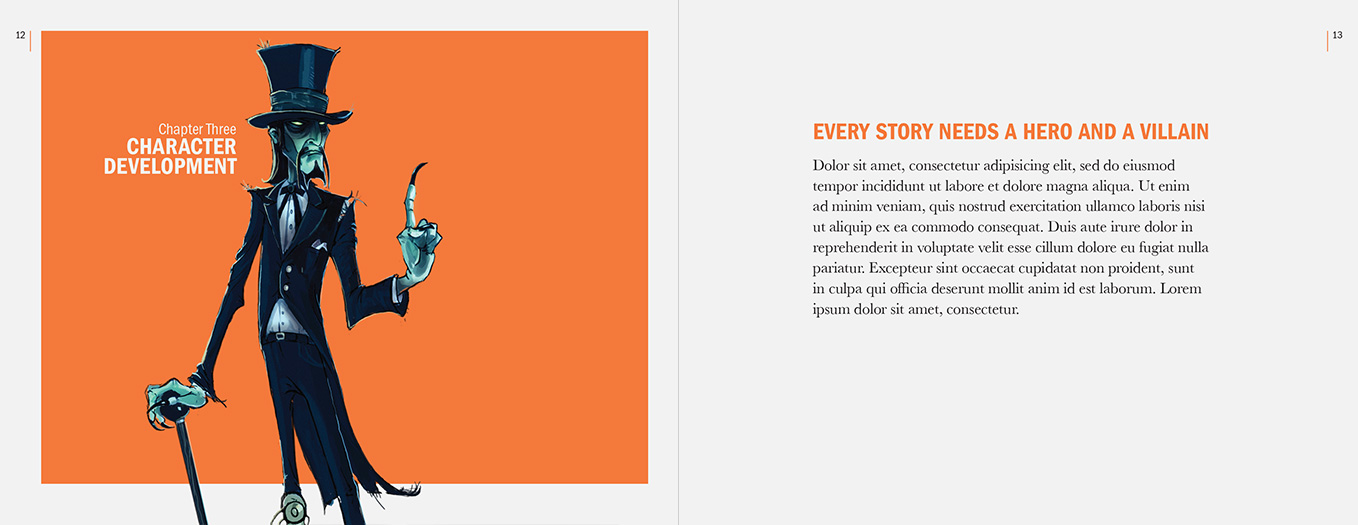 12
Chapter Three
CHARACTER
DEVELOPMENT
13
EVERY STORY NEEDS A HERO AND A VILLAIN
Dolor sit amet, consectetur adipisicing elit, sed do eiusmod
tempor incididunt ut labore et dolore magna aliqua. Ut enim
ad minim veniam, quis nostrud exercitation ullamco laboris nisi
ut aliquip ex ea commodo consequat. Duis aute irure dolor in
reprehenderit in voluptate velit esse cillum dolore eu fugiat nulla
pariatur. Excepteur sint occaecat cupidatat non proident, sunt
in culpa qui officia deserunt mollit anim id est laborum. Lorem
ipsum dolor sit amet, consectetur.